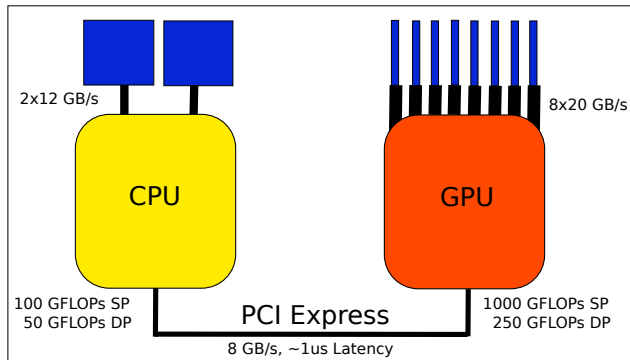 2x12 GB/s
8x20 GB/s
CPU
GPU
100 GFLOPs SP
50 GFLOPs DP
PCI Express
1000 GFLOPs SP
250 GFLOPs DP
8 GB/s, ~1us Latency